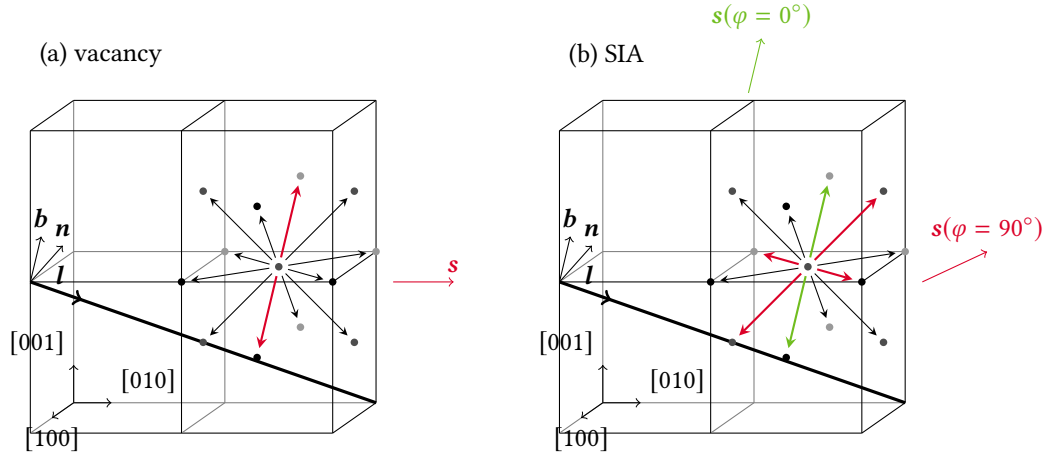 s(φ = 0°)
(a) vacancy
(b) SIA
b
n
l
s
[001]
[010]
[100]
b
n
l
s(φ = 90°)
[001]
[010]
[100]